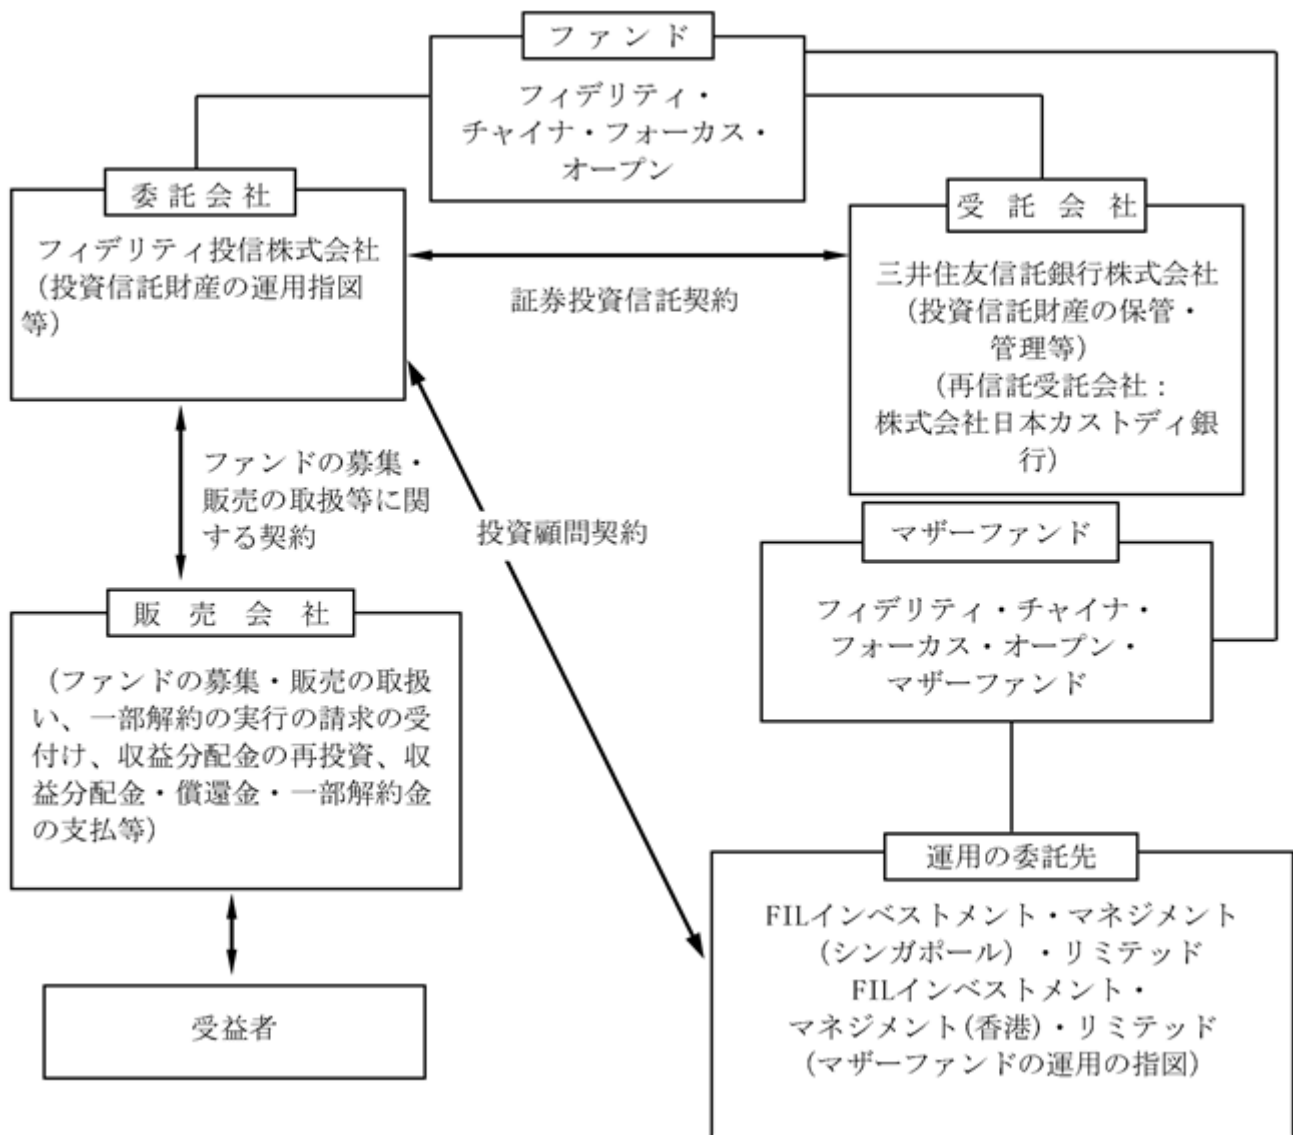 ファンド
フィデリティ・
チャイナ・フォーカス・
オープン
委託会社
フィデリティ投信株式会社
（投資信託財産の運用指図
等）
証券投資信託契約
受託会社
三井住友信託銀行株式会社
（投資信託財産の保管・
管理等）
（再信託受託会社：
株式会社日本カストディ銀
行）
ファンドの募集・
販売の取扱等に関
する契約
投資顧問契約
マザーファンド
フィデリティ・チャイナ・
フォーカス・オープン・
マザーファンド
販売会社
（ファンドの募集・販売の取扱
い、一部解約の実行の請求の受
付け、収益分配金の再投資、収
益分配金・償還金・一部解約金
の支払等）
運用の委託先
FILインベストメント・マネジメント
（シンガポール）・リミテッド
FILインベストメント・
マネジメント(香港)・リミテッド
（マザーファンドの運用の指図）
受益者